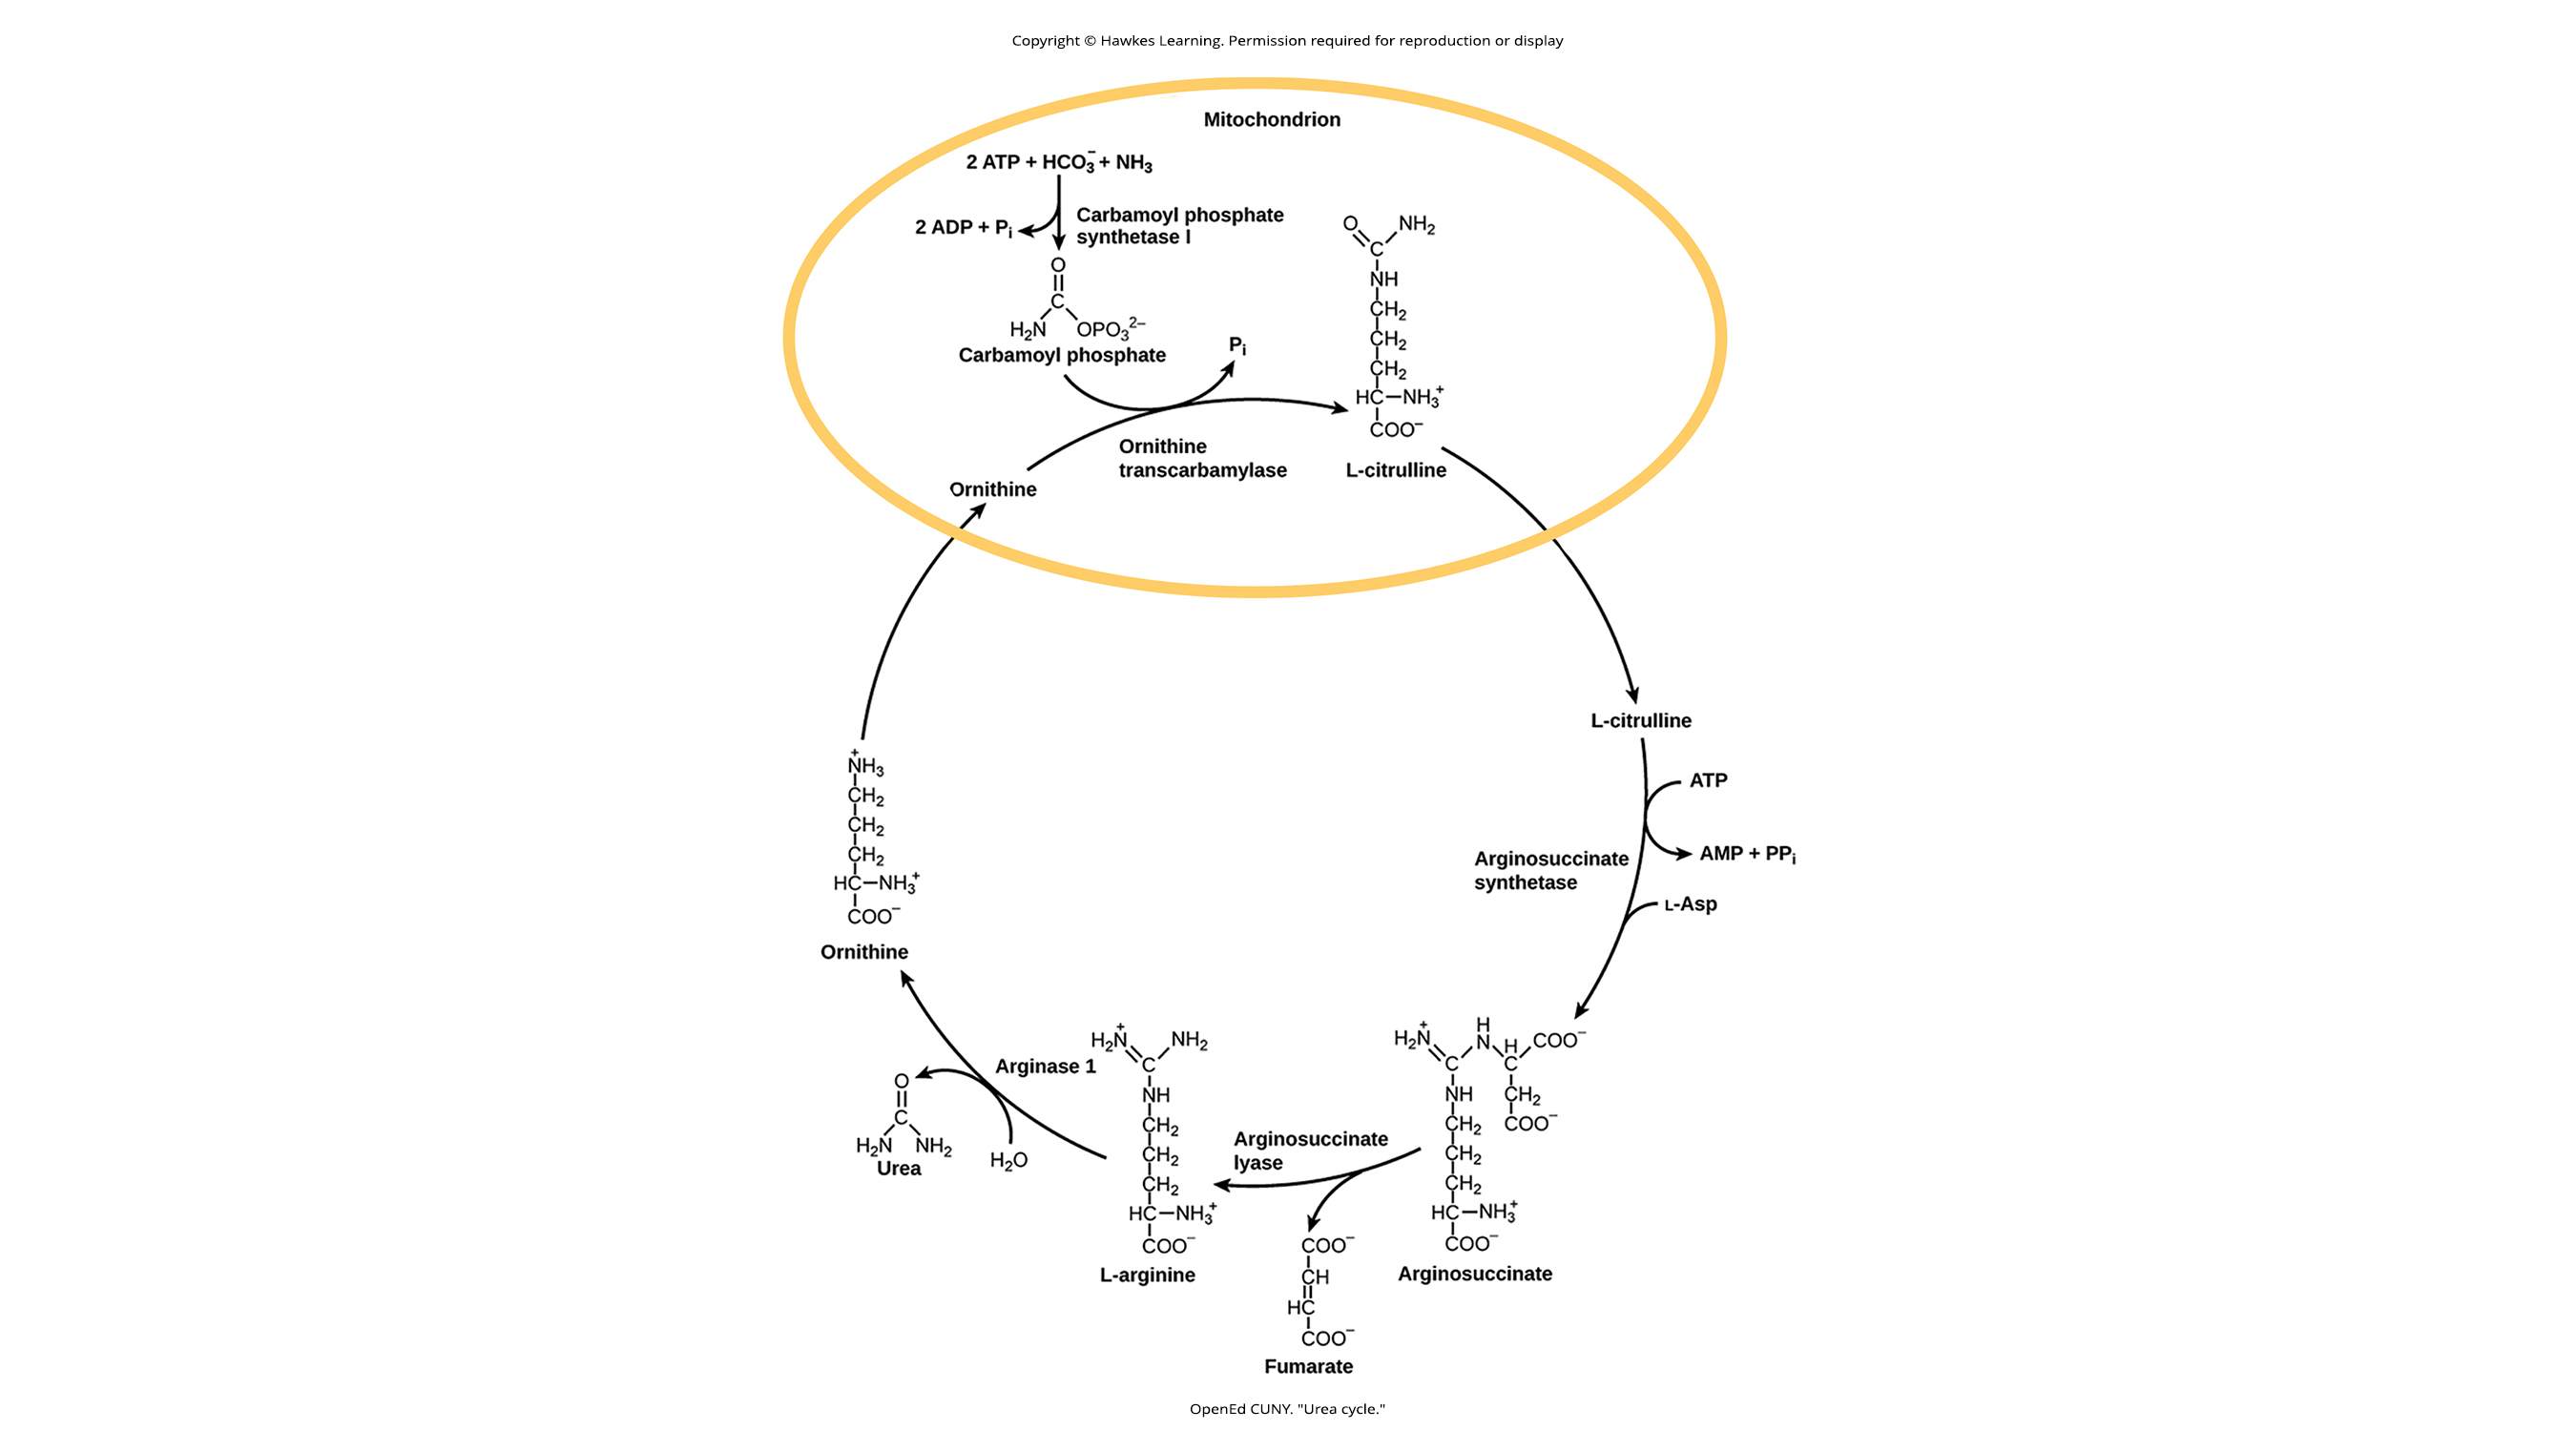 Copyright © Hawkes Learning. Permission required for reproduction or display
Mitochondrion
2 ATP + HCO₃⁻ + NH₃
2 ADP + Pᵢ
Carbamoyl phosphate
synthetase I
O
C
H₂N
OPO₃²⁻
Carbamoyl phosphate
Pᵢ
O
NH₂
C
NH
CH₂
CH₂
CH₂
HC—NH₃⁺
COO⁻
L-citrulline
Ornithine
transcarbamylase
Ornithine
L-citrulline
ATP
AMP + PPᵢ
Arginosuccinate
synthetase
L-Asp
⁺
NH₃
CH₂
CH₂
CH₂
HC—NH₃⁺
COO⁻
Ornithine
Arginase 1
O
C
H₂N NH₂
Urea
H₂O
⁺
H₂N
NH₂
C
NH
CH₂
CH₂
CH₂
HC—NH₃⁺
COO⁻
L-arginine
Arginosuccinate
lyase
COO⁻
CH
HC
COO⁻
Fumarate
⁺
H₂N
H
N
H
C
COO⁻
CH₂
COO⁻
C
NH
CH₂
CH₂
CH₂
HC—NH₃⁺
COO⁻
Arginosuccinate
OpenEd CUNY. "Urea cycle."